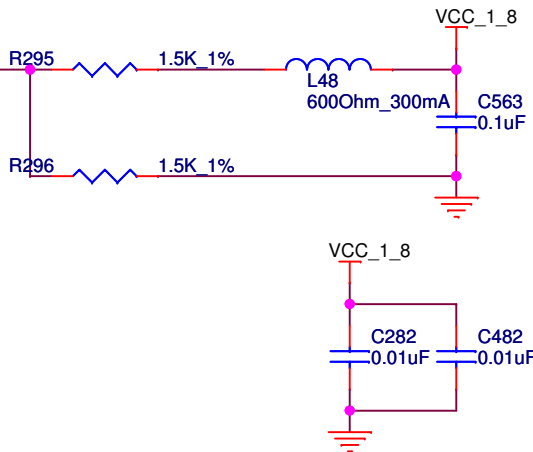 VCC_1_8
R295 1.5K_1%
L48
600Ohm_300mA
C563
0.1uF
R296 1.5K_1%
VCC_1_8
C282 C482
0.01uF 0.01uF